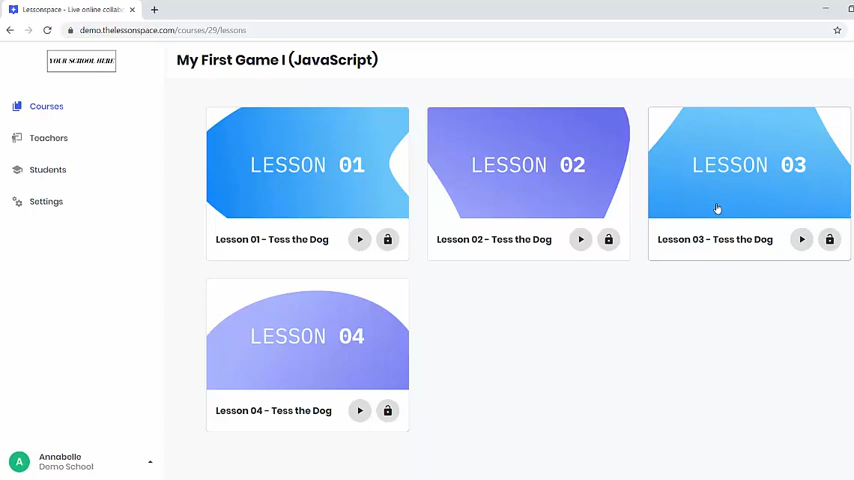 Lessonspace - Live online collab
demo.thelessonspace.com/courses/29/lessons
YOUR SCHOOL HERE
My First Game I (JavaScript)
Courses
Teachers
Students
Settings
LESSON 01
LESSON 02
LESSON 03
Lesson 01 - Tess the Dog
Lesson 02 - Tess the Dog
Lesson 03 - Tess the Dog
LESSON 04
Lesson 04 - Tess the Dog
A
Annabelle
Demo School